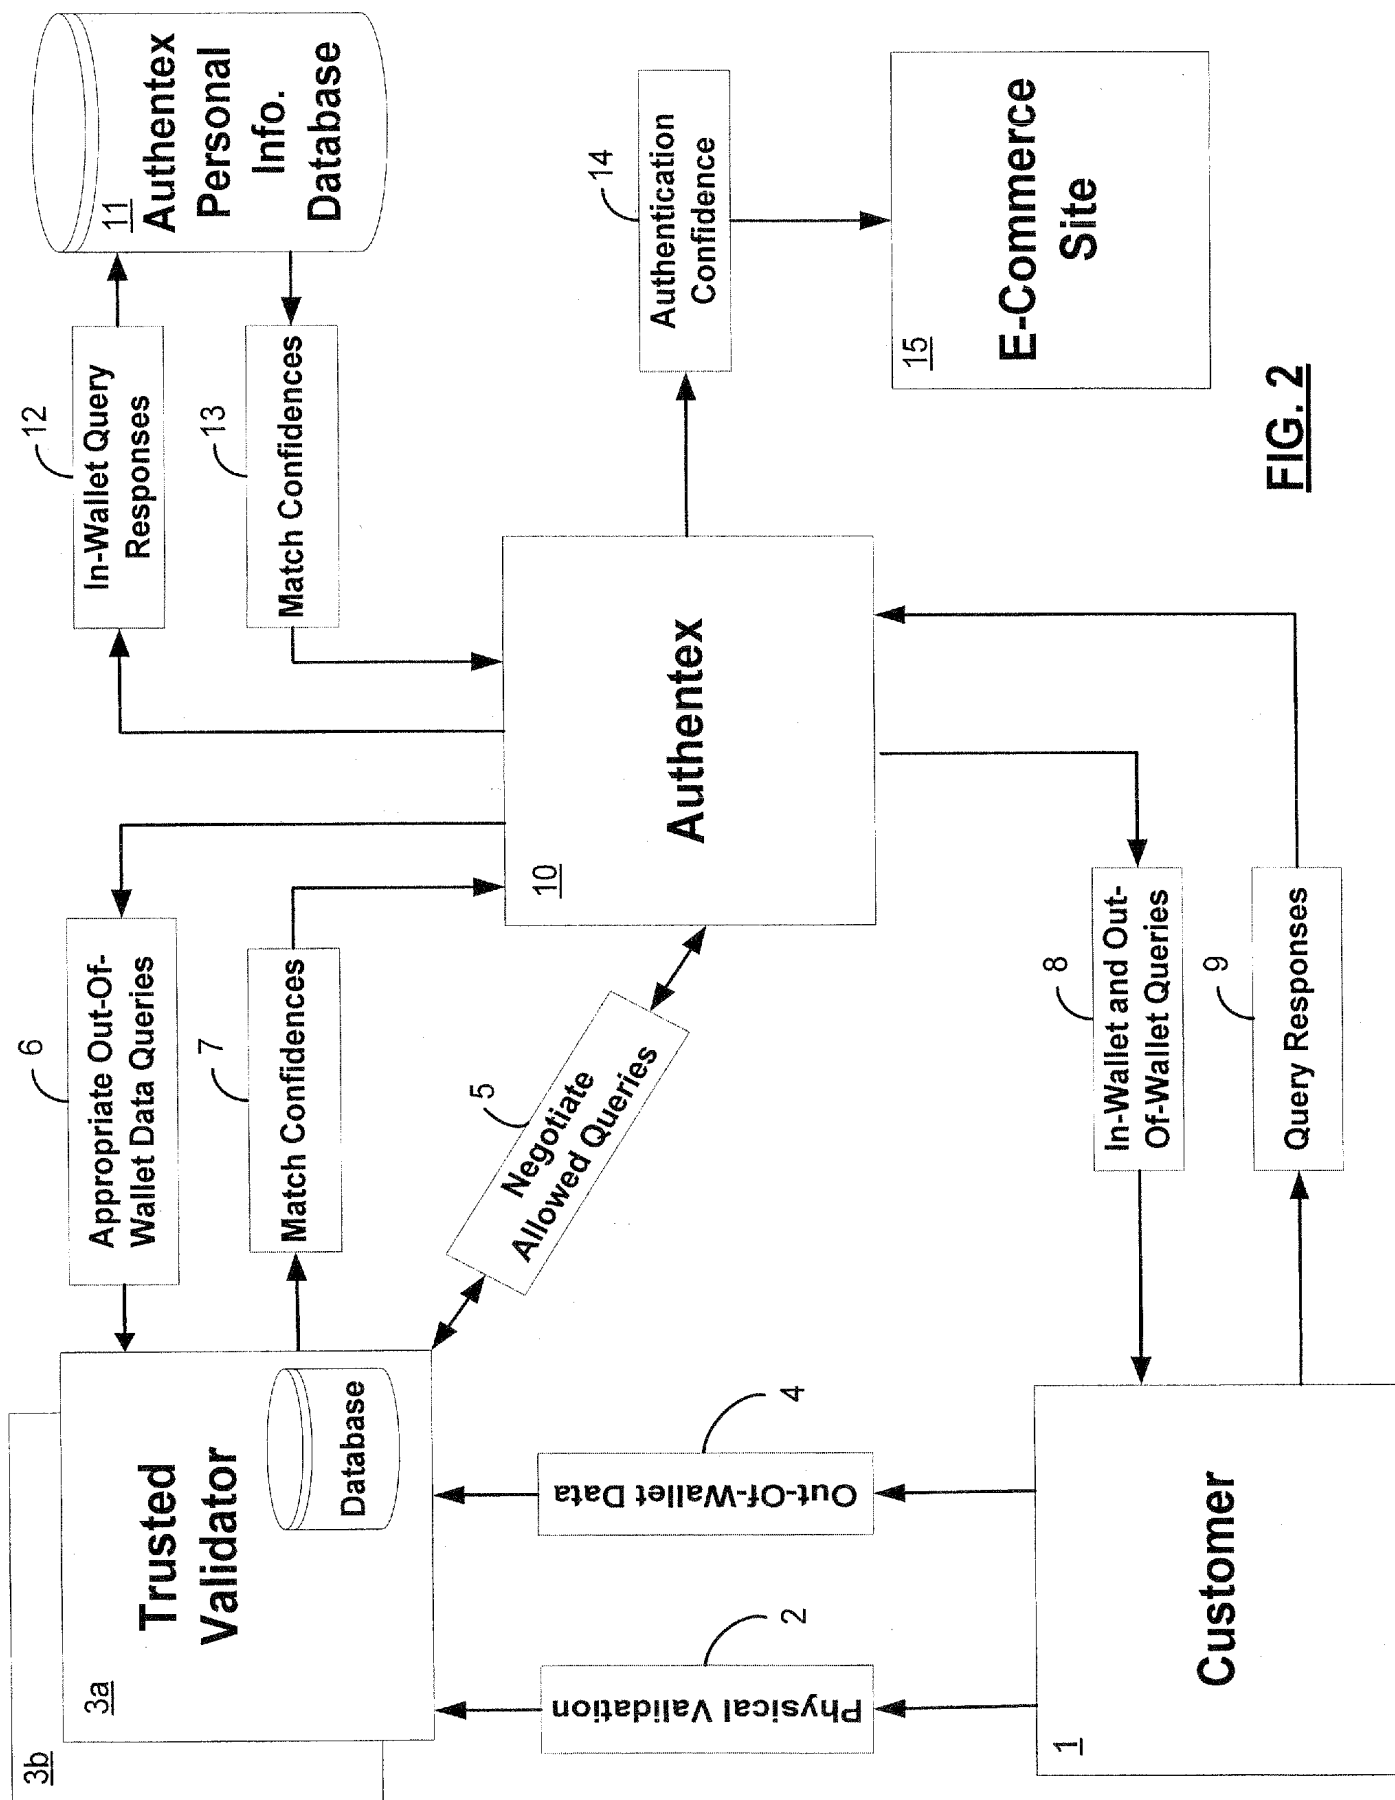 3b
3a
Trusted
Validator
Database
6
Appropriate Out-Of-
Wallet Data Queries
7
Match Confidences
12
In-Wallet Query
Responses
13
Match Confidences
11
Authentex
Personal
Info.
Database
2
Physical Validation
4
Out-Of-Wallet Data
5
Negotiate
Allowed Queries
10
Authentex
14
Authentication
Confidence
15
E-Commerce
Site
1
Customer
8
In-Wallet and Out-
Of-Wallet Queries
9
Query Responses
FIG. 2